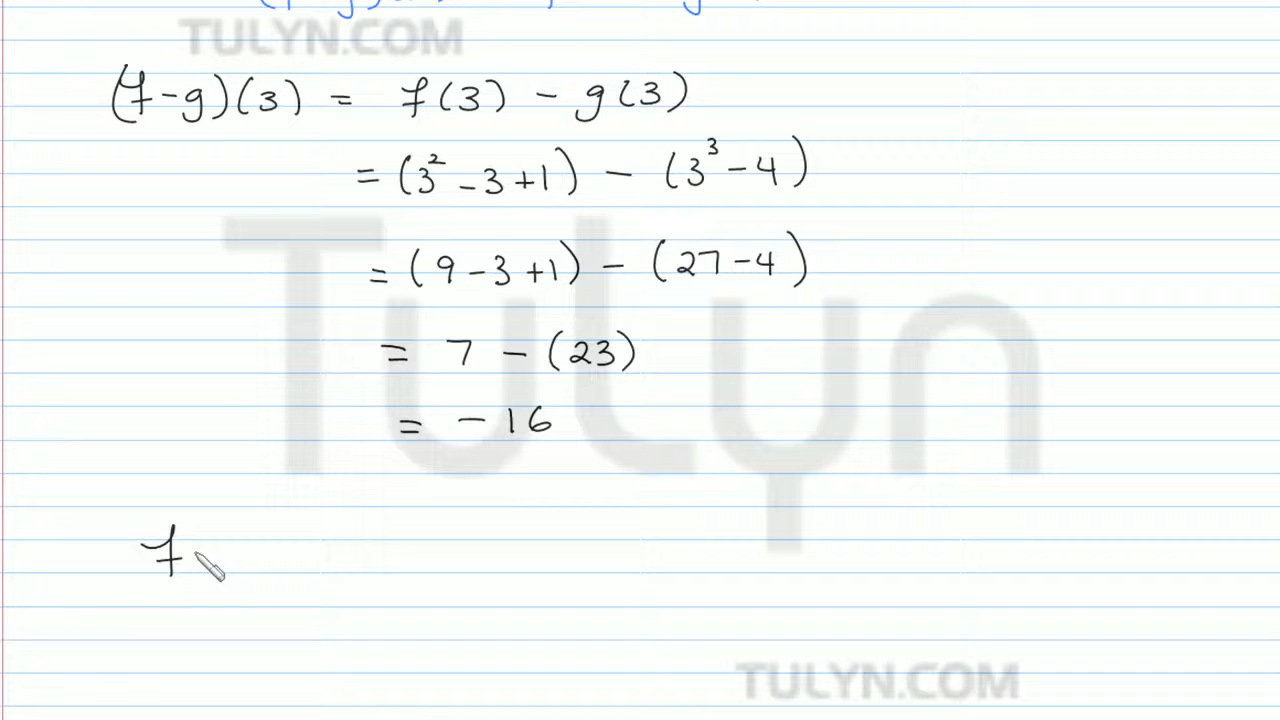 TULYN.COM
(f-g)(3) = f(3) - g(3)
= (3² - 3 + 1) - (3³ - 4)
= (9 - 3 + 1) - (27 - 4)
= 7 - (23)
= -16
Tulyn
f
TULYN.COM